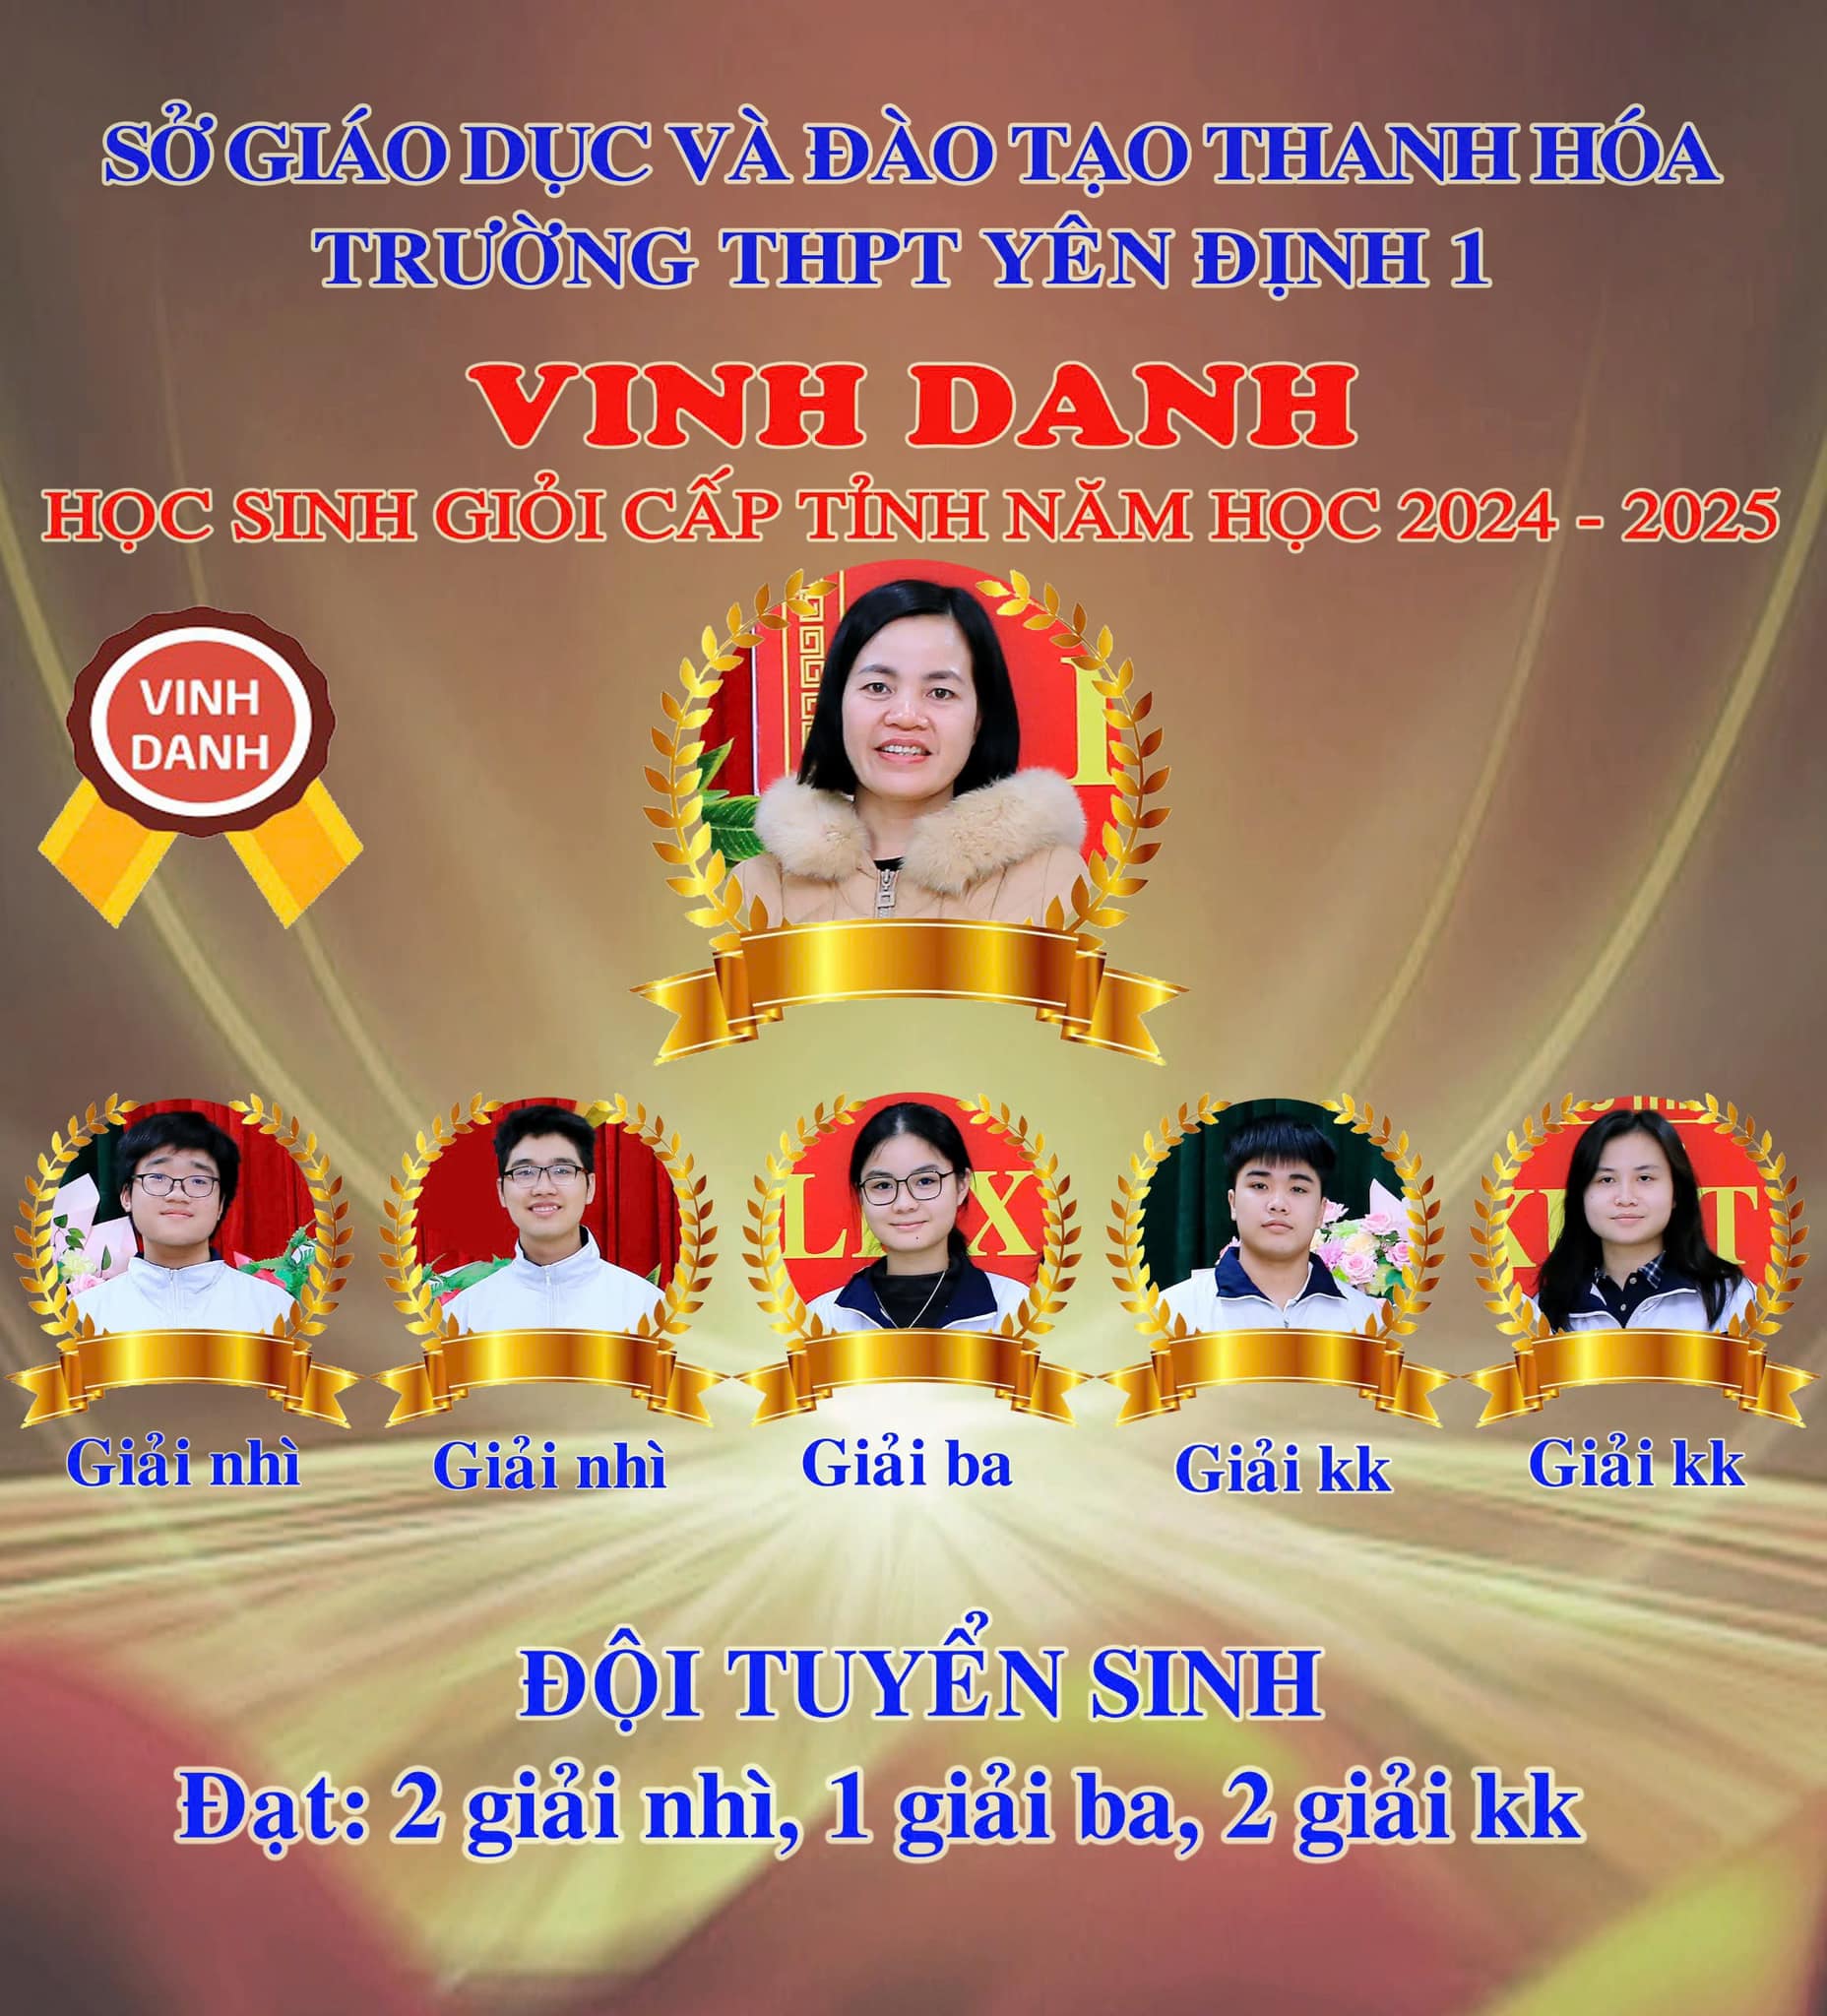 SỞ GIÁO DỤC VÀ ĐÀO TẠO THANH HÓA
TRƯỜNG THPT YÊN ĐỊNH 1
VINH DANH
HỌC SINH GIỎI CẤP TỈNH NĂM HỌC 2024 - 2025
VINH
DANH
Giải nhì
Giải nhì
Giải ba
Giải kk
Giải kk
ĐỘI TUYỂN SINH
Đạt: 2 giải nhì, 1 giải ba, 2 giải kk